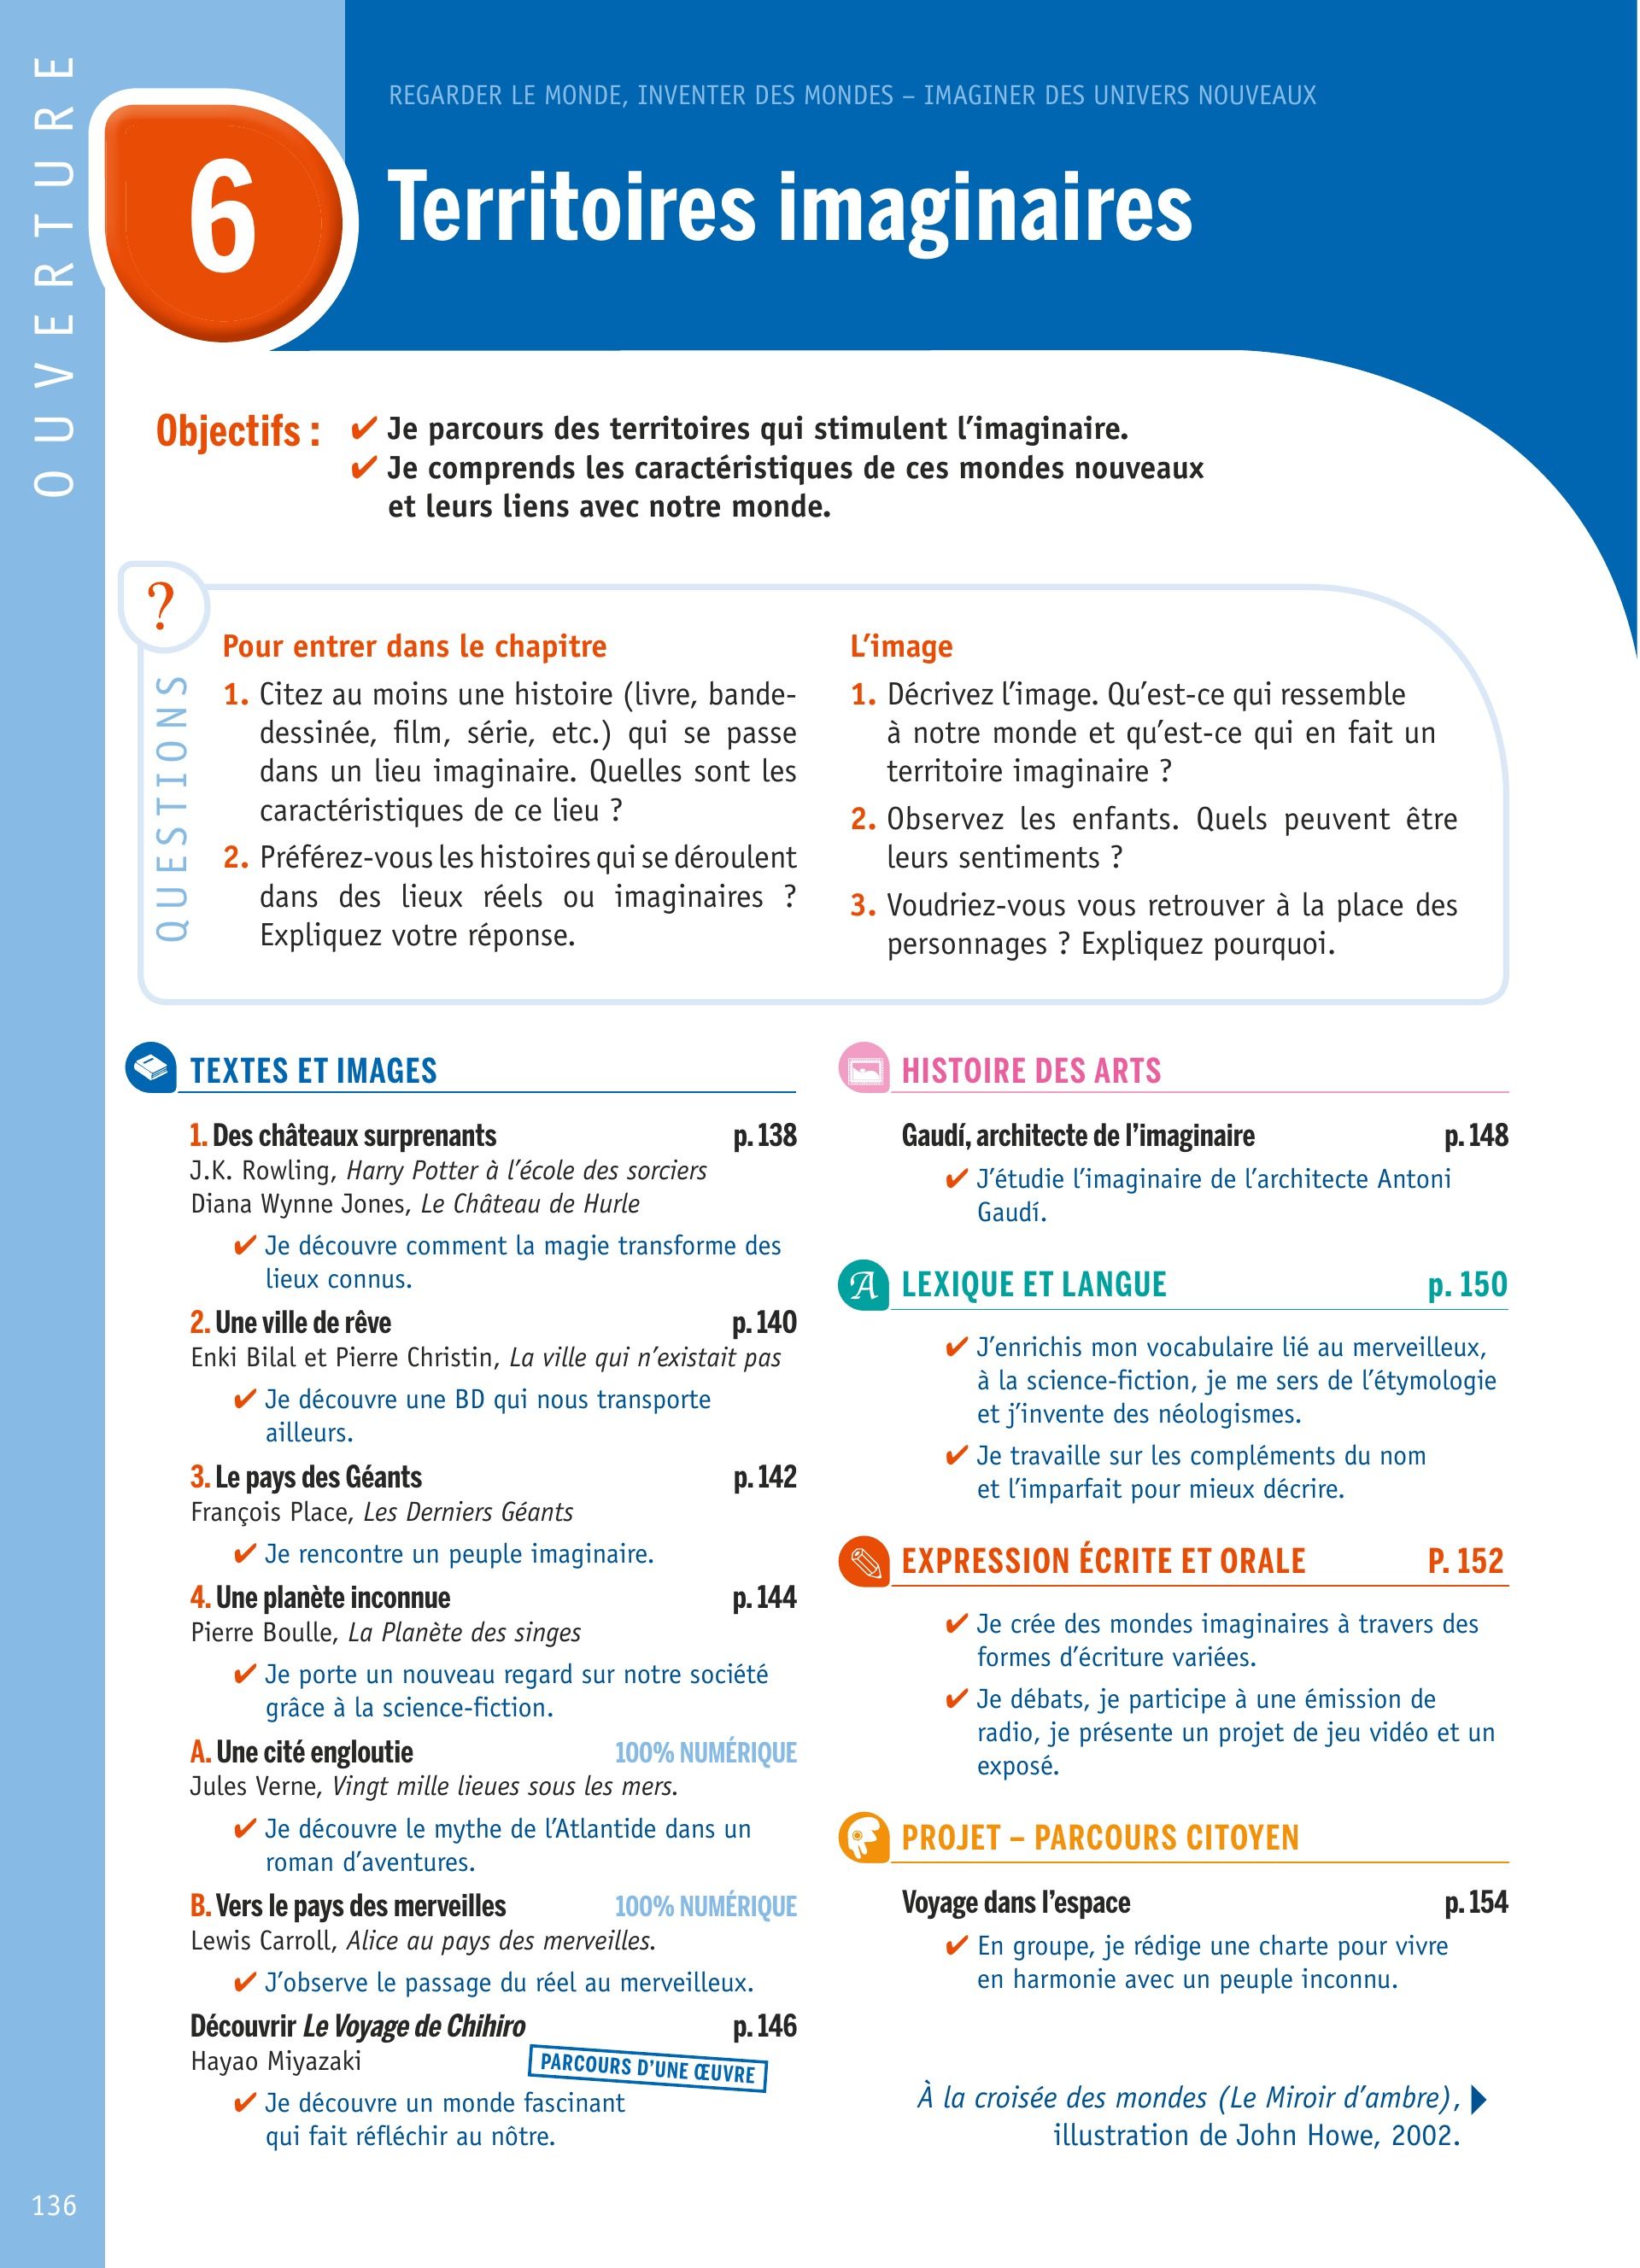 OUVERTURE
REGARDER LE MONDE, INVENTER DES MONDES – IMAGINER DES UNIVERS NOUVEAUX
6
Territoires imaginaires
Objectifs :
✔ Je parcours des territoires qui stimulent l’imaginaire.
✔ Je comprends les caractéristiques de ces mondes nouveaux
et leurs liens avec notre monde.
?
QUESTIONS
Pour entrer dans le chapitre
1. Citez au moins une histoire (livre, bande-
dessinée, film, série, etc.) qui se passe
dans un lieu imaginaire. Quelles sont les
caractéristiques de ce lieu ?
2. Préférez-vous les histoires qui se déroulent
dans des lieux réels ou imaginaires ?
Expliquez votre réponse.
L’image
1. Décrivez l’image. Qu’est-ce qui ressemble
à notre monde et qu’est-ce qui en fait un
territoire imaginaire ?
2. Observez les enfants. Quels peuvent être
leurs sentiments ?
3. Voudriez-vous vous retrouver à la place des
personnages ? Expliquez pourquoi.
TEXTES ET IMAGES
1. Des châteaux surprenants p. 138
J.K. Rowling, Harry Potter à l’école des sorciers
Diana Wynne Jones, Le Château de Hurle
✔ Je découvre comment la magie transforme des
lieux connus.
2. Une ville de rêve p. 140
Enki Bilal et Pierre Christin, La ville qui n’existait pas
✔ Je découvre une BD qui nous transporte
ailleurs.
3. Le pays des Géants p. 142
François Place, Les Derniers Géants
✔ Je rencontre un peuple imaginaire.
4. Une planète inconnue p. 144
Pierre Boulle, La Planète des singes
✔ Je porte un nouveau regard sur notre société
grâce à la science-fiction.
A. Une cité engloutie 100% NUMÉRIQUE
Jules Verne, Vingt mille lieues sous les mers.
✔ Je découvre le mythe de l’Atlantide dans un
roman d’aventures.
B. Vers le pays des merveilles 100% NUMÉRIQUE
Lewis Carroll, Alice au pays des merveilles.
✔ J’observe le passage du réel au merveilleux.
Découvrir Le Voyage de Chihiro p. 146
Hayao Miyazaki
PARCOURS D’UNE ŒUVRE
✔ Je découvre un monde fascinant
qui fait réfléchir au nôtre.
HISTOIRE DES ARTS
Gaudí, architecte de l’imaginaire p. 148
✔ J’étudie l’imaginaire de l’architecte Antoni
Gaudí.
A LEXIQUE ET LANGUE p. 150
✔ J’enrichis mon vocabulaire lié au merveilleux,
à la science-fiction, je me sers de l’étymologie
et j’invente des néologismes.
✔ Je travaille sur les compléments du nom
et l’imparfait pour mieux décrire.
EXPRESSION ÉCRITE ET ORALE P. 152
✔ Je crée des mondes imaginaires à travers des
formes d’écriture variées.
✔ Je débats, je participe à une émission de
radio, je présente un projet de jeu vidéo et un
exposé.
PROJET – PARCOURS CITOYEN
Voyage dans l’espace p. 154
✔ En groupe, je rédige une charte pour vivre
en harmonie avec un peuple inconnu.
À la croisée des mondes (Le Miroir d’ambre),
illustration de John Howe, 2002.
136